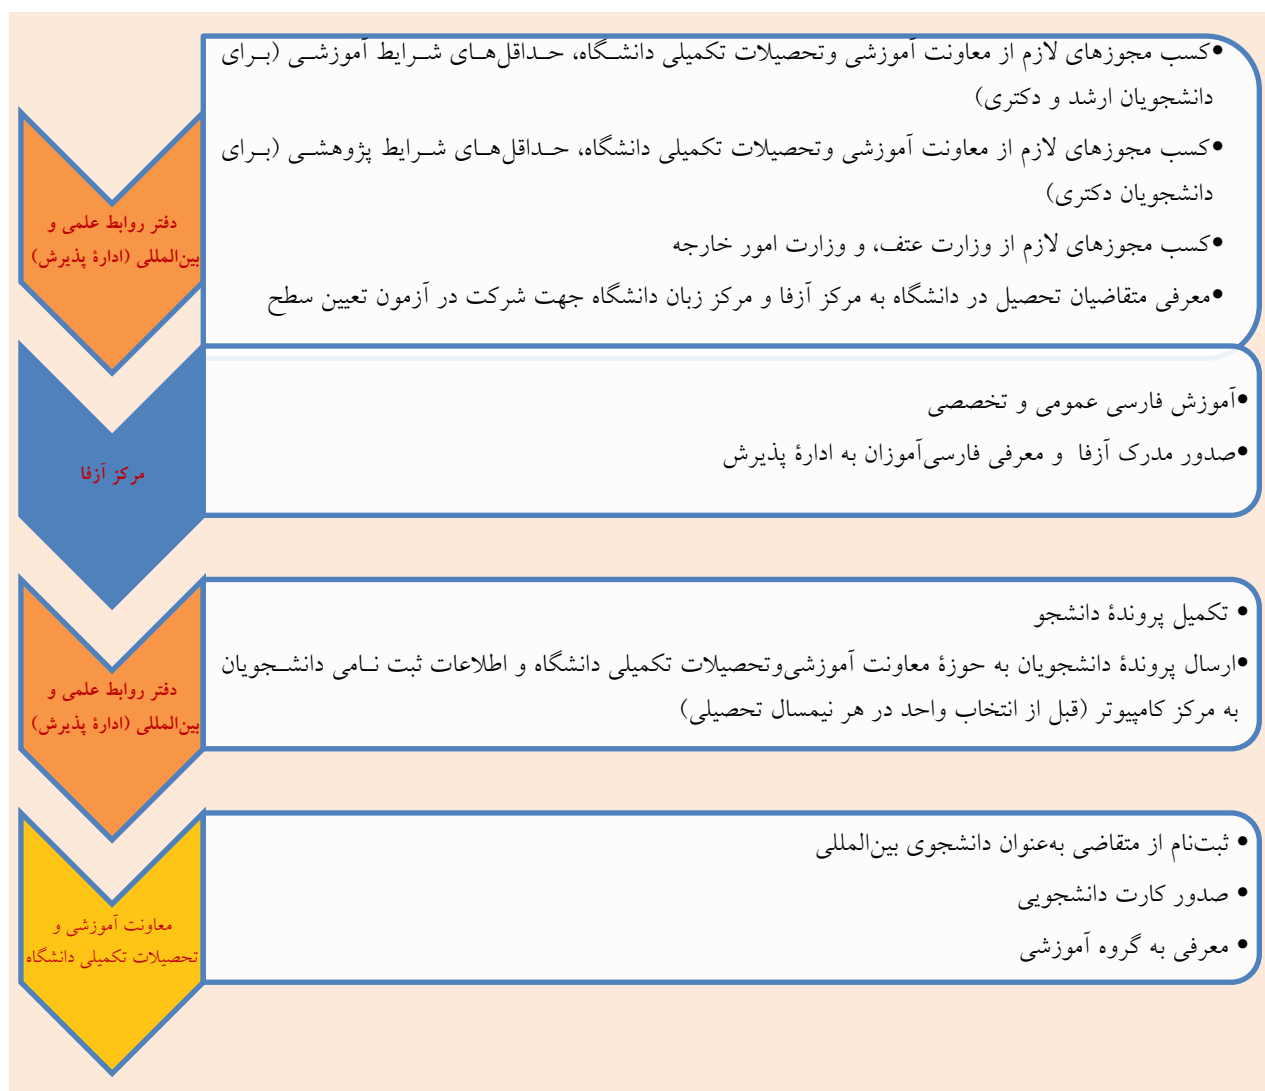 •کسب مجوزهای لازم از معاونت آموزشی وتحصیلات تکمیلی دانشگاه، حداقل‌های شرایط آموزشی (برای
دانشجویان ارشد و دکتری)
•کسب مجوزهای لازم از معاونت آموزشی وتحصیلات تکمیلی دانشگاه، حداقل‌های شرایط پژوهشی (برای
دانشجویان دکتری)
•کسب مجوزهای لازم از وزارت عتف، و وزارت امور خارجه
•معرفی متقاضیان تحصیل در دانشگاه به مرکز آزفا و مرکز زبان دانشگاه جهت شرکت در آزمون تعیین سطح
دفتر روابط علمی و
بین‌المللی (ادارۀ پذیرش)
•آموزش فارسی عمومی و تخصصی
•صدور مدرک آزفا و معرفی فارسی‌آموزان به ادارۀ پذیرش
مرکز آزفا
• تکمیل پروندۀ دانشجو
•ارسال پروندۀ دانشجویان به حوزۀ معاونت آموزشی‌وتحصیلات تکمیلی دانشگاه و اطلاعات ثبت نامی دانشجویان
به مرکز کامپیوتر (قبل از انتخاب واحد در هر نیمسال تحصیلی)
دفتر روابط علمی و
بین‌المللی (ادارۀ پذیرش)
• ثبت‌نام از متقاضی به‌عنوان دانشجوی بین‌المللی
• صدور کارت دانشجویی
• معرفی به گروه آموزشی
معاونت آموزشی و
تحصیلات تکمیلی دانشگاه